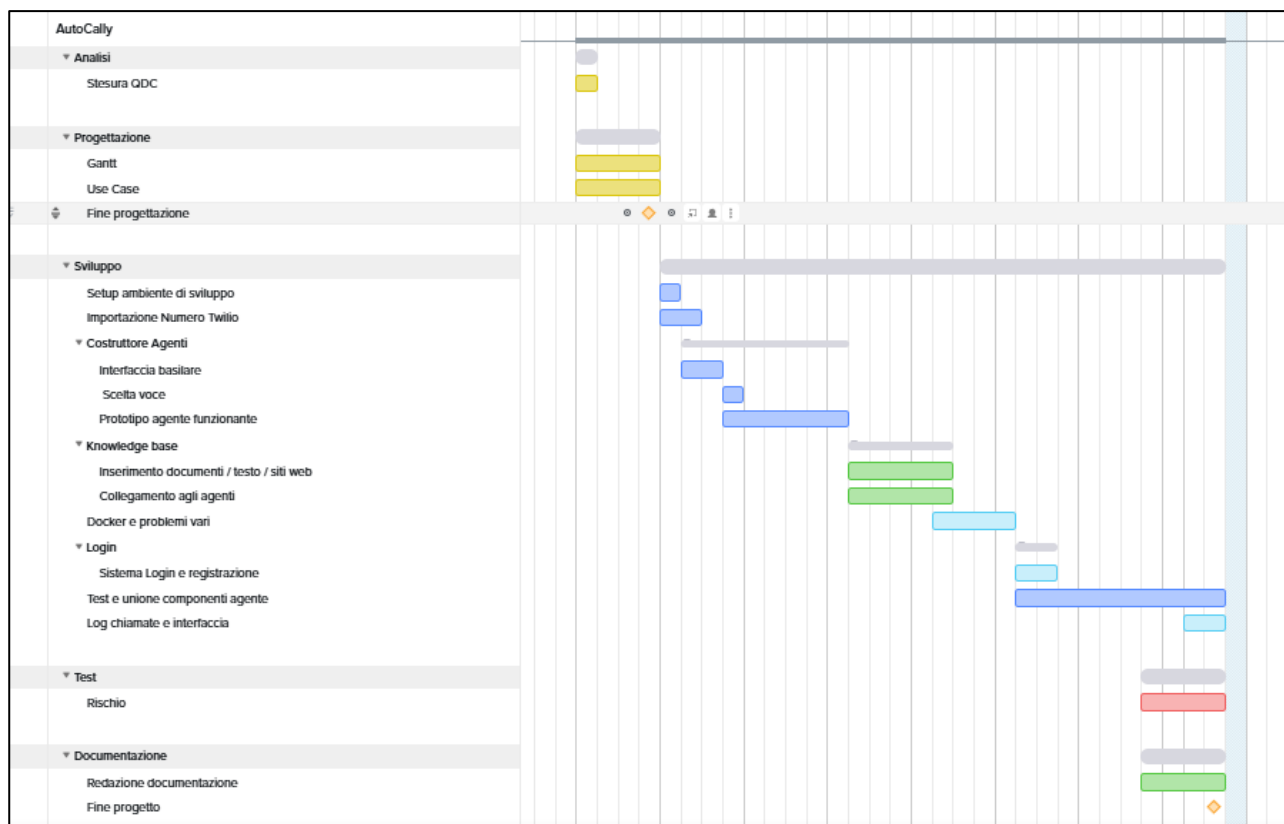 AutoCally
Analisi
Stesura QDC
Progettazione
Gantt
Use Case
Fine progettazione
Sviluppo
Setup ambiente di sviluppo
Importazione Numero Twilio
Costruttore Agenti
Interfaccia basilare
Scelta voce
Prototipo agente funzionante
Knowledge base
Inserimento documenti / testo / siti web
Collegamento agli agenti
Docker e problemi vari
Login
Sistema Login e registrazione
Test e unione componenti agente
Log chiamate e interfaccia
Test
Rischio
Documentazione
Redazione documentazione
Fine progetto